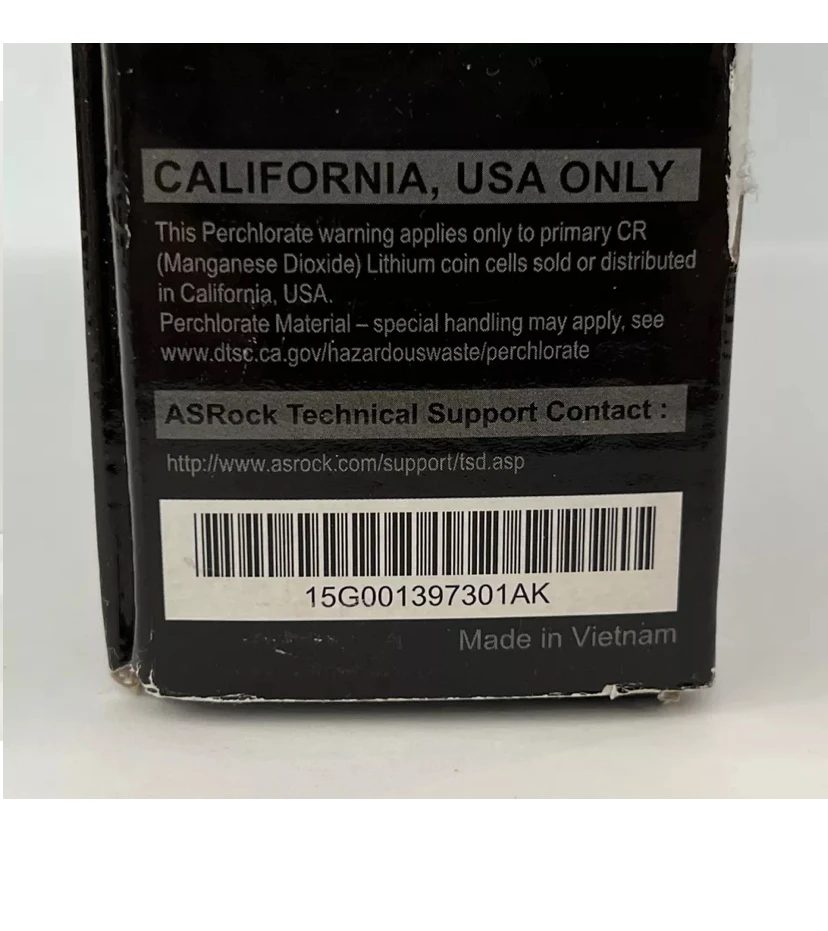 CALIFORNIA, USA ONLY
This Perchlorate warning applies only to primary CR
(Manganese Dioxide) Lithium coin cells sold or distributed
in California, USA.
Perchlorate Material – special handling may apply, see
www.dtsc.ca.gov/hazardouswaste/perchlorate
ASRock Technical Support Contact :
http://www.asrock.com/support/tsd.asp
15G001397301AK
Made in Vietnam